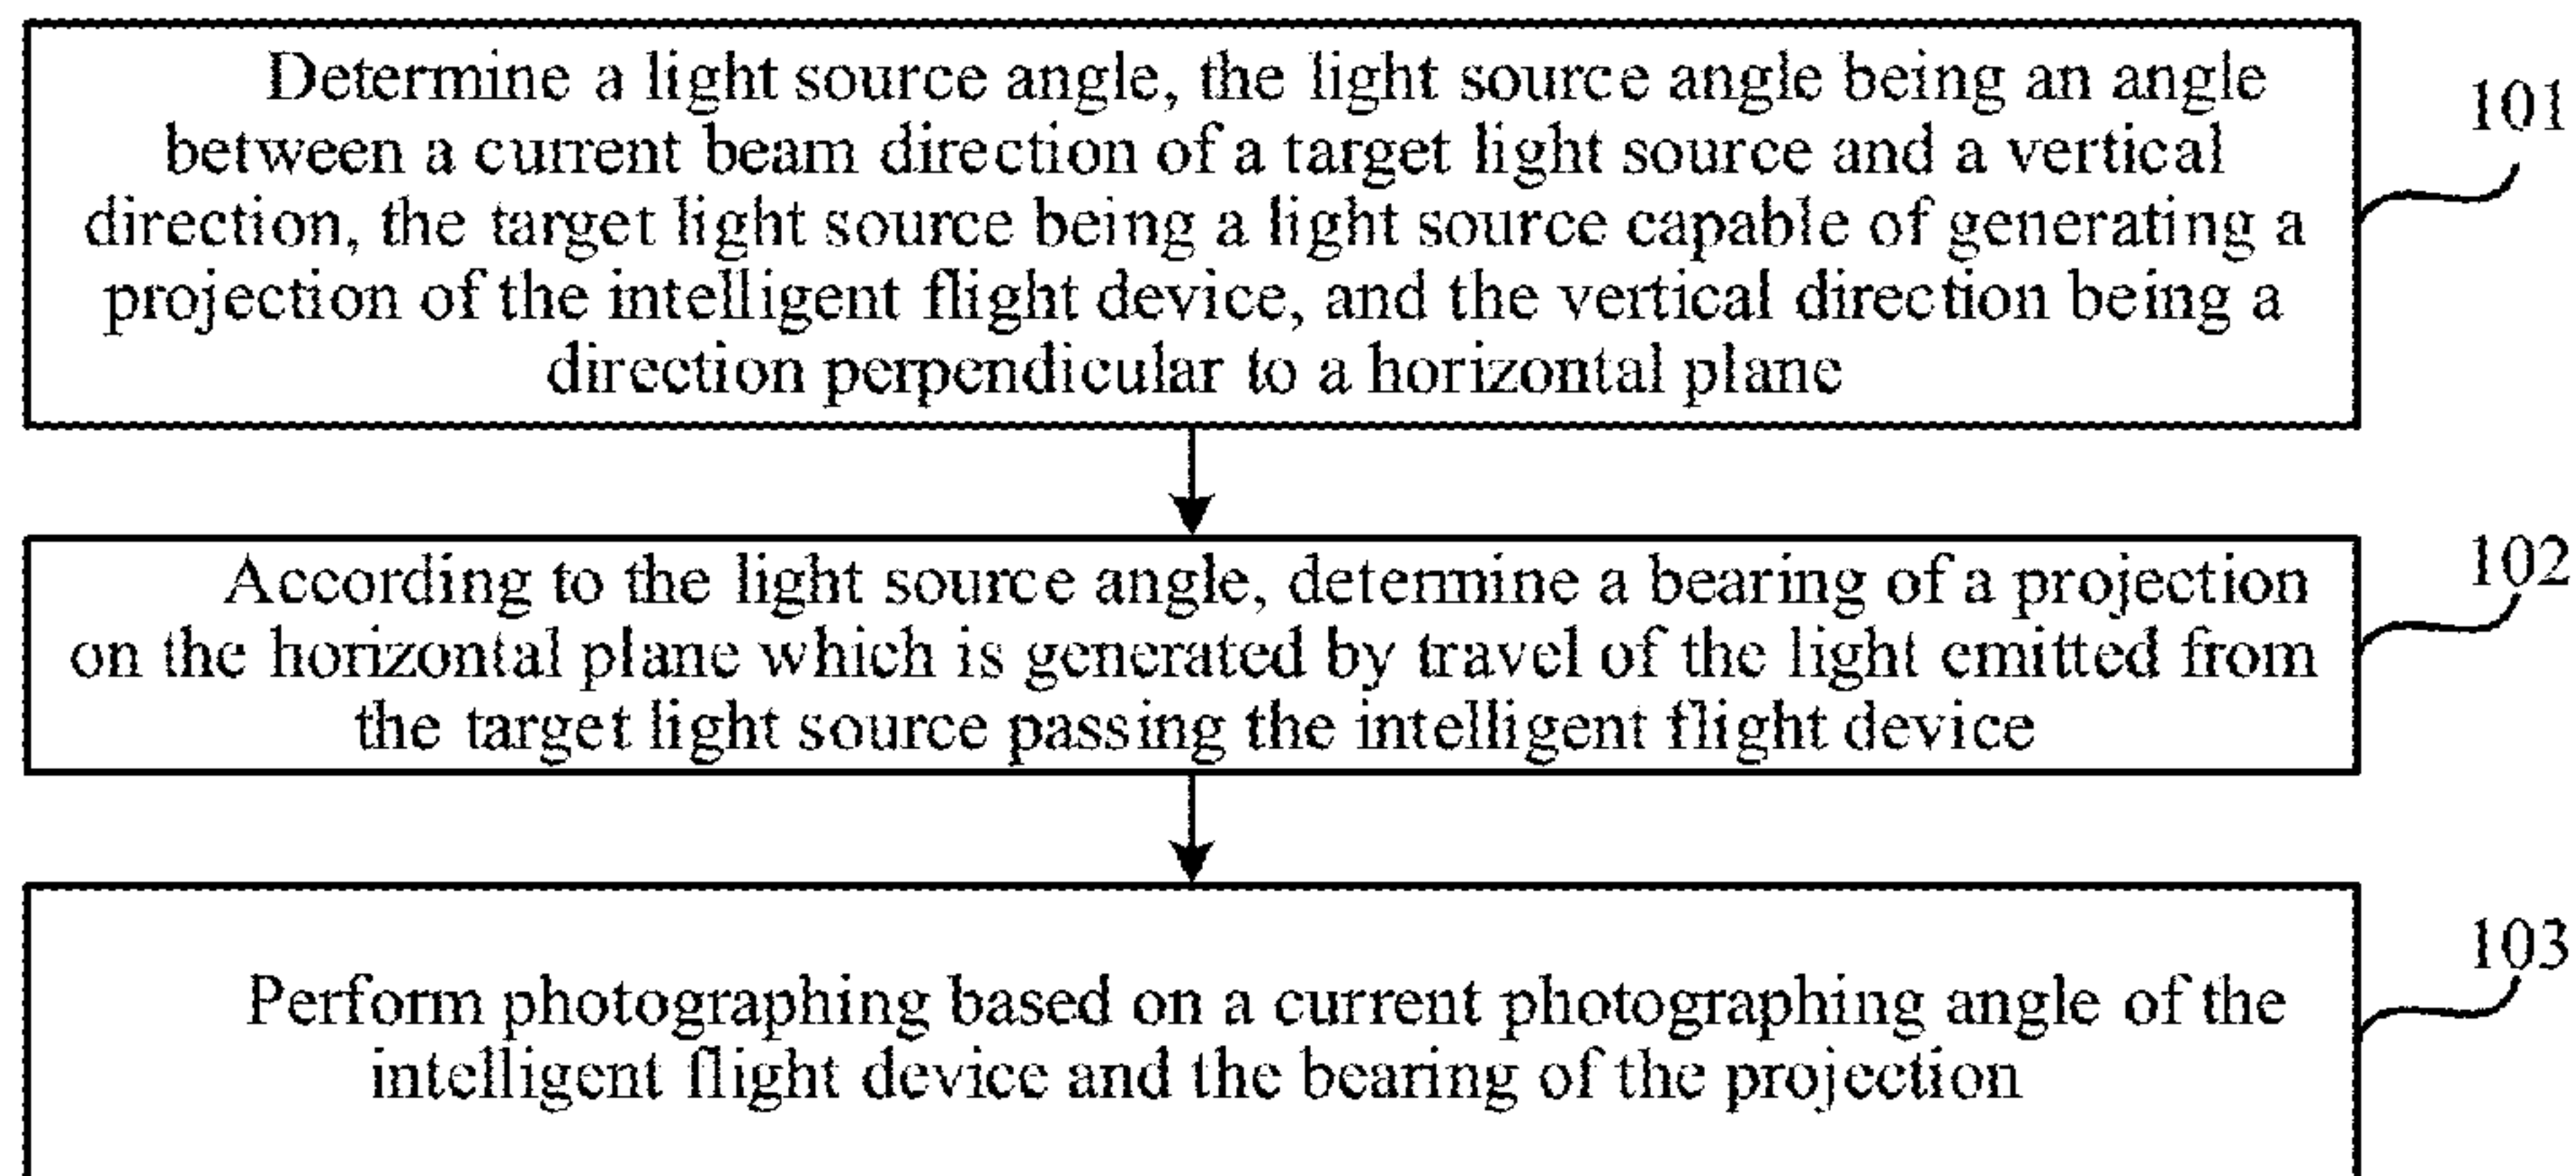 Determine a light source angle, the light source angle being an angle
between a current beam direction of a target light source and a vertical
direction, the target light source being a light source capable of generating a
projection of the intelligent flight device, and the vertical direction being a
direction perpendicular to a horizontal plane
101
According to the light source angle, determine a bearing of a projection
on the horizontal plane which is generated by travel of the light emitted from
the target light source passing the intelligent flight device
102
Perform photographing based on a current photographing angle of the
intelligent flight device and the bearing of the projection
103